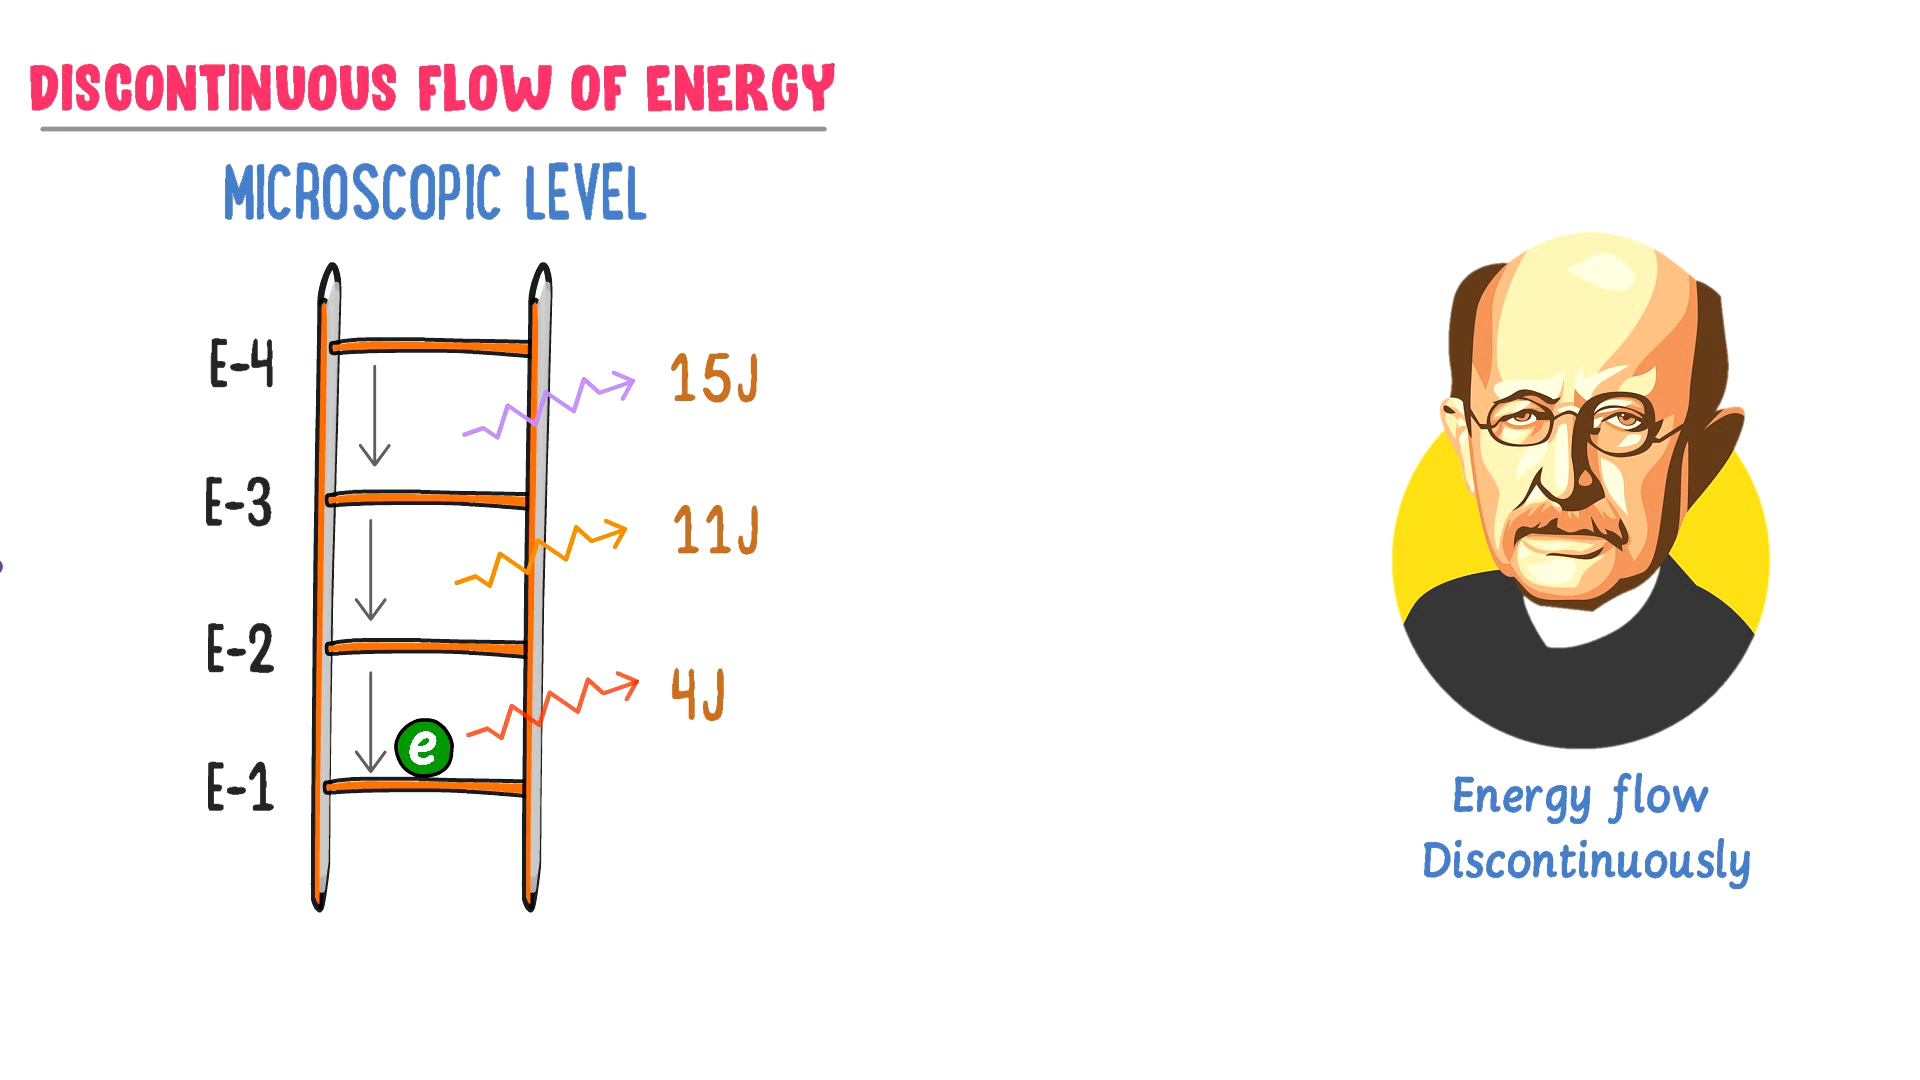 DISCONTINUOUS FLOW OF ENERGY
MICROSCOPIC LEVEL
E-4
15J
E-3
11J
E-2
4J
e
E-1
Energy flow
Discontinuously